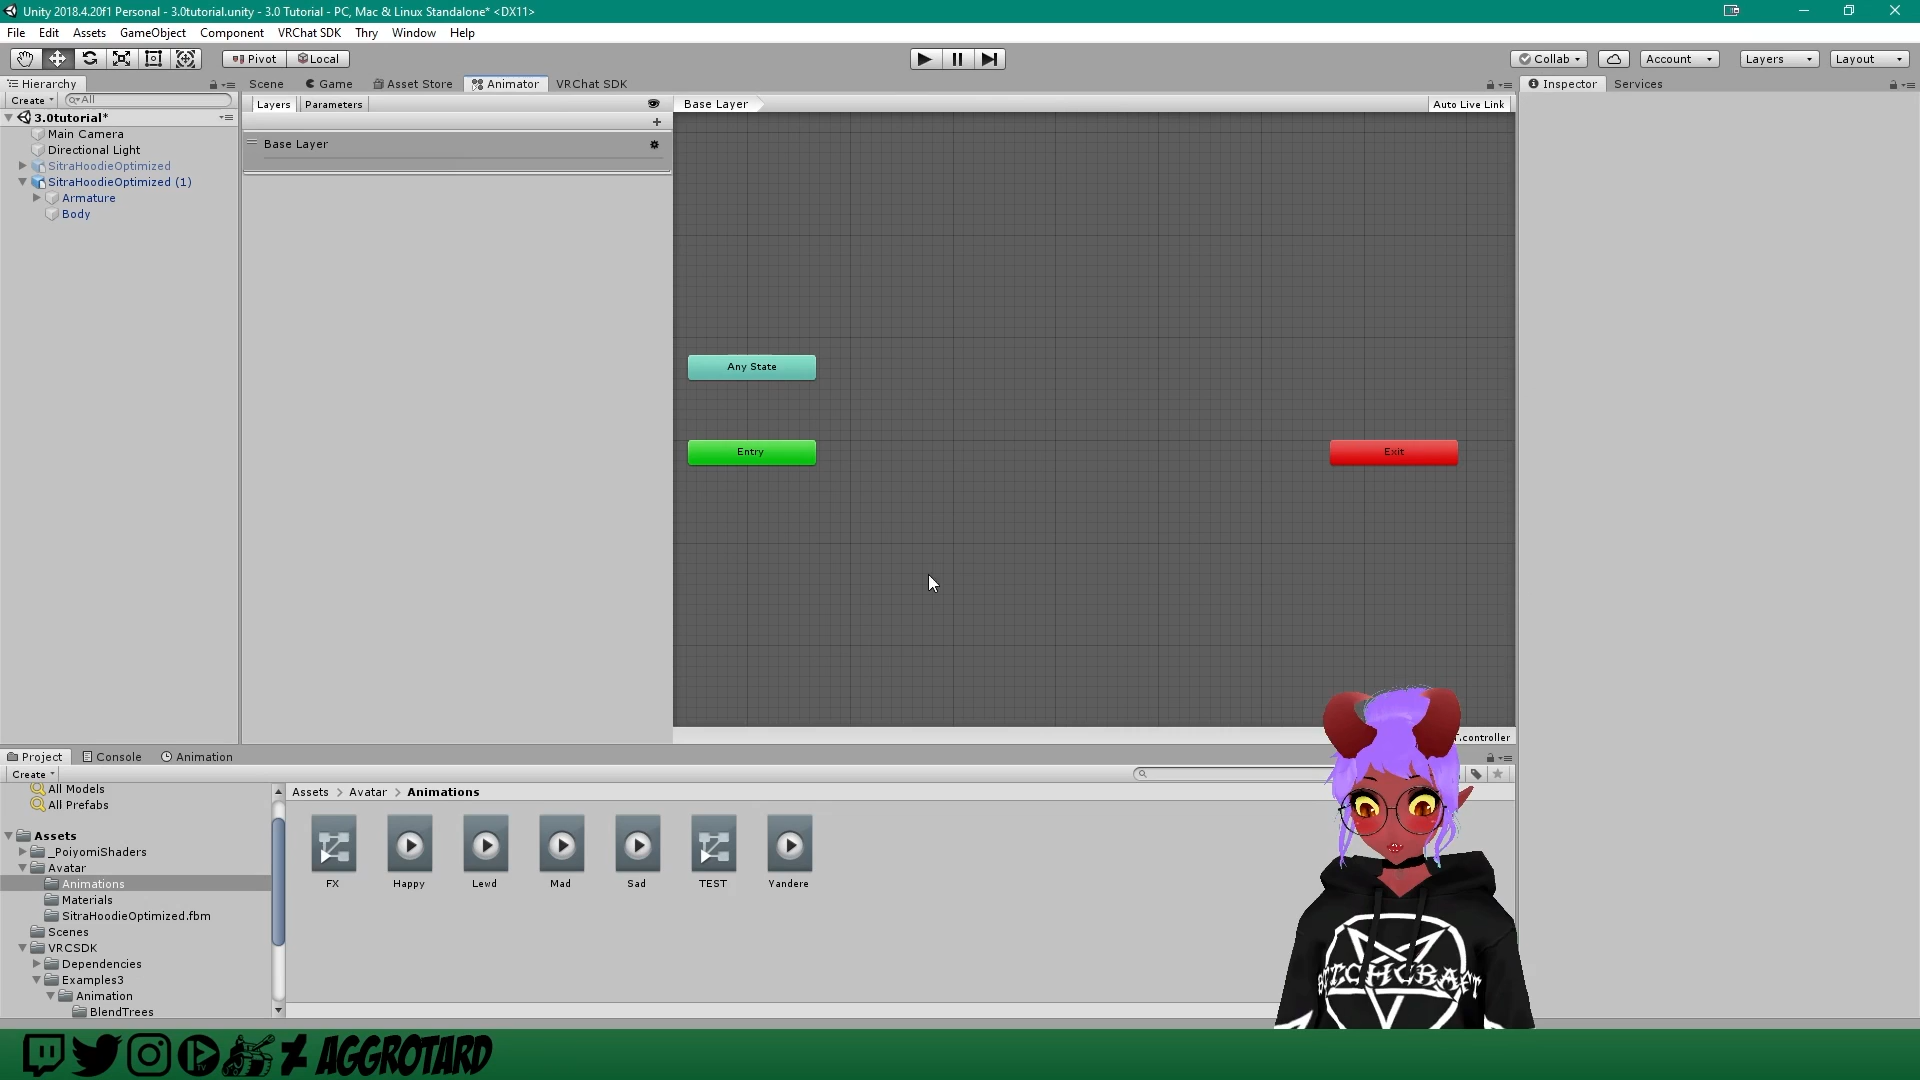 Unity 2018.4.20f1 Personal - 3.0tutorial.unity - 3.0 Tutorial - PC, Mac & Linux Standalone* <DX11>
File Edit Assets GameObject Component VRChat SDK Thry Window Help
Pivot Local Collab Account Layers Layout
Hierarchy Scene Game Asset Store Animator VRChat SDK Inspector Services
Create All Layers Parameters Base Layer Auto Live Link
3.0tutorial*
Main Camera
Base Layer
Directional Light
SitraHoodieOptimized
SitraHoodieOptimized (1)
Armature
Body
Any State
Entry
Exit
.controller
Project Console Animation
Create
All Models
All Prefabs
Assets
_PoiyomiShaders
Avatar
Animations
Materials
SitraHoodieOptimized.fbm
Scenes
VRCSDK
Dependencies
Examples3
Animation
BlendTrees
Assets > Avatar > Animations
FX Happy Lewd Mad Sad TEST Yandere
AGGROTARD